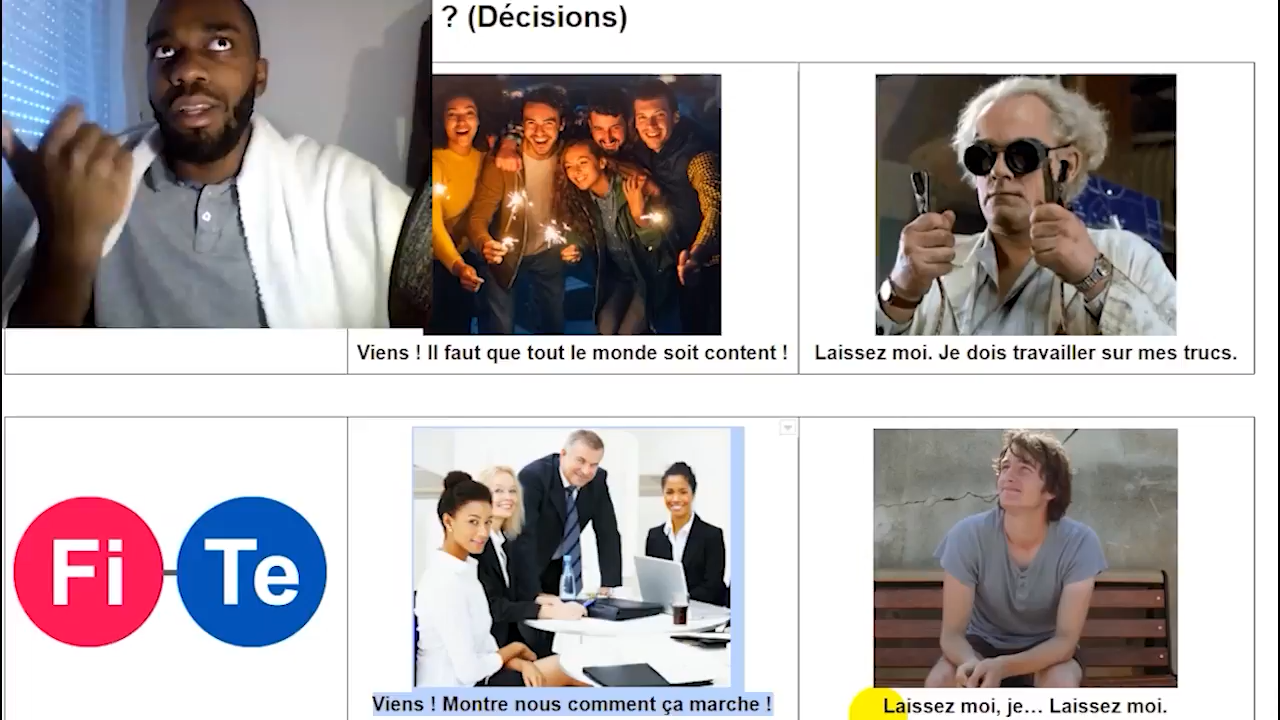 ? (Décisions)
Viens ! Il faut que tout le monde soit content !
Laissez moi. Je dois travailler sur mes trucs.
Fi
Te
Viens ! Montre nous comment ça marche !
Laissez moi, je… Laissez moi.